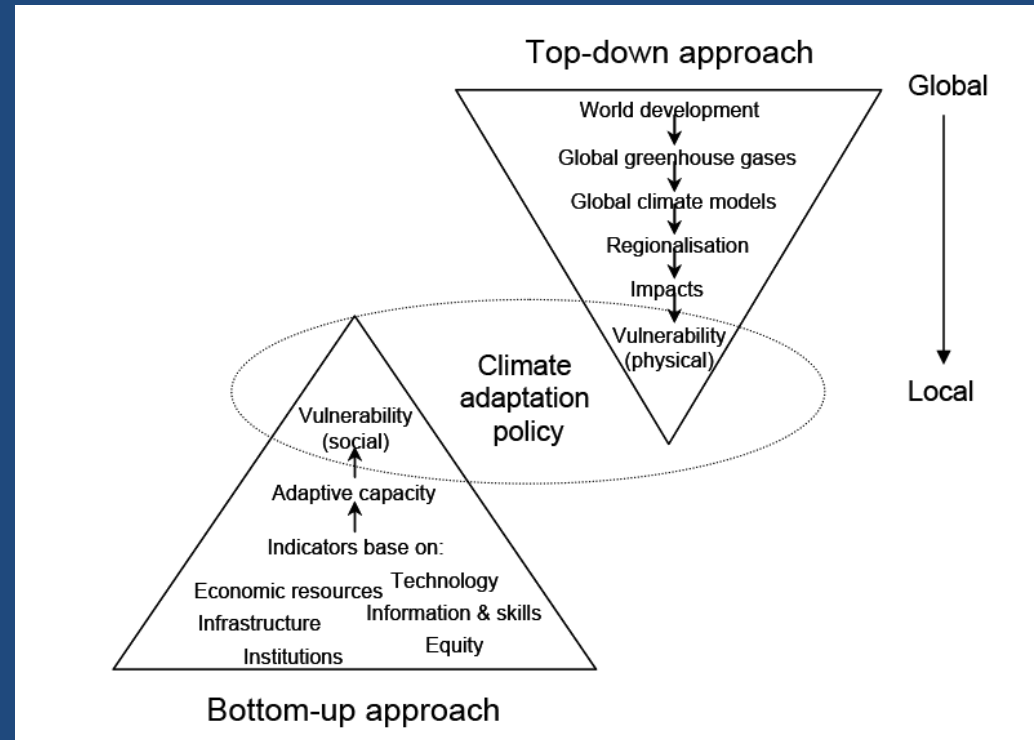 Top-down approach
Global
World development
Global greenhouse gases
Global climate models
Regionalisation
Impacts
Vulnerability
(physical)
Local
Climate
adaptation
policy
Vulnerability
(social)
Adaptive capacity
Indicators base on:
Economic resources
Technology
Infrastructure
Information & skills
Institutions
Equity
Bottom-up approach